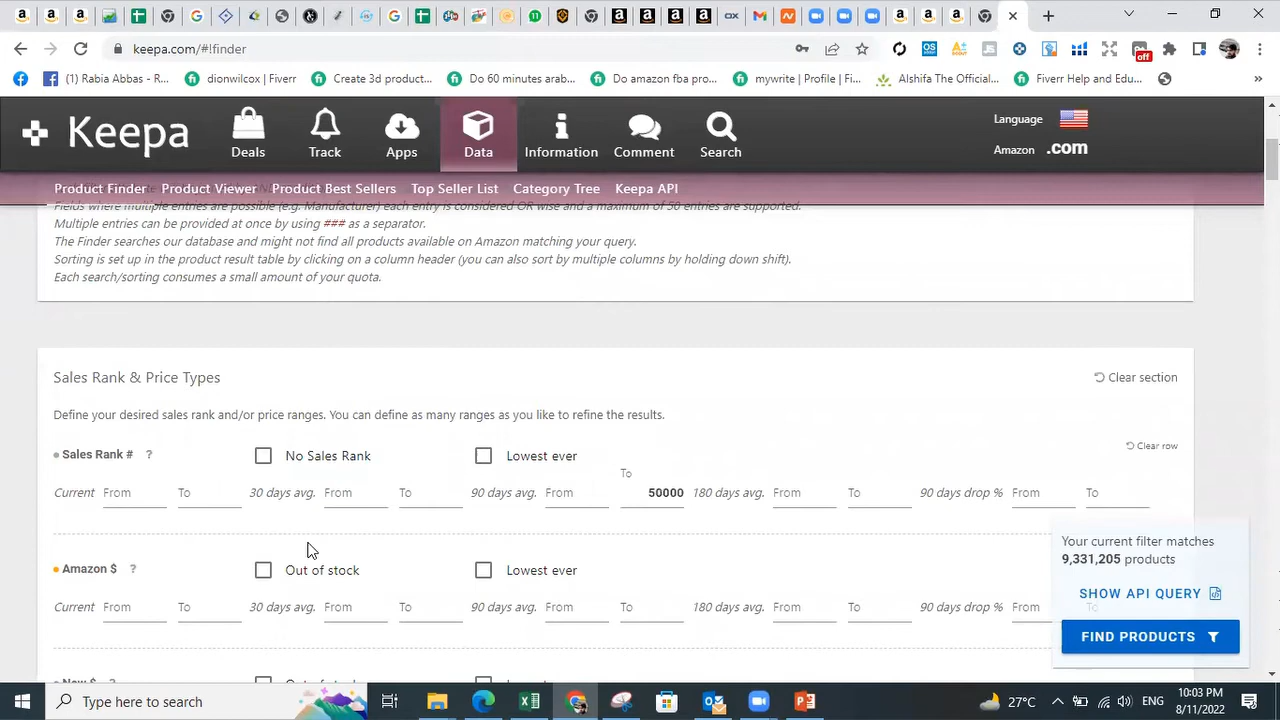 keepa.com/#!finder
off
(1) Rabia Abbas - R...
dionwilcox | Fiverr
Create 3d product...
Do 60 minutes arab...
Do amazon fba pro...
mywrite | Profile | Fi...
Alshifa The Official...
Fiverr Help and Edu...
Keepa
Deals
Track
Apps
Data
Information
Comment
Search
Language
Amazon .com
Product Finder
Product Viewer
Product Best Sellers
Top Seller List
Category Tree
Keepa API
Fields where multiple entries are possible (e.g. Manufacturer) each entry is considered OR wise and a maximum of 50 entries are supported.
Multiple entries can be provided at once by using ### as a separator.
The Finder searches our database and might not find all products available on Amazon matching your query.
Sorting is set up in the product result table by clicking on a column header (you can also sort by multiple columns by holding down shift).
Each search/sorting consumes a small amount of your quota.
Sales Rank & Price Types
Clear section
Define your desired sales rank and/or price ranges. You can define as many ranges as you like to refine the results.
Sales Rank # ? No Sales Rank Lowest ever
Clear row
To
Current From To 30 days avg. From To 90 days avg. From 50000 180 days avg. From To 90 days drop % From To
Amazon $ ? Out of stock Lowest ever
Current From To 30 days avg. From To 90 days avg. From To 180 days avg. From To 90 days drop % From To
Your current filter matches
9,331,205 products
SHOW API QUERY
FIND PRODUCTS
Type here to search
27°C
ENG
10:03 PM
8/11/2022